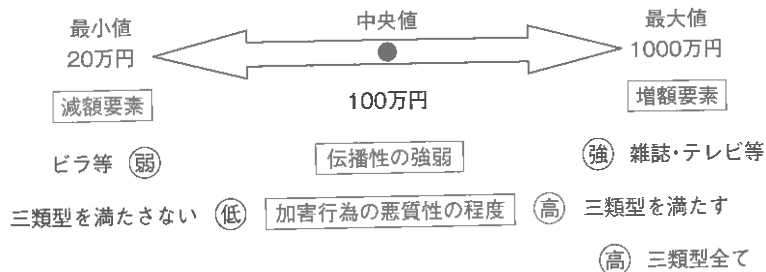 最小値 中央値 最大値
20万円 1000万円
減額要素 100万円 増額要素
ビラ等 弱 伝播性の強弱 強 雑誌・テレビ等
三類型を満たさない 低 加害行為の悪質性の程度 高 三類型を満たす
高 三類型全て